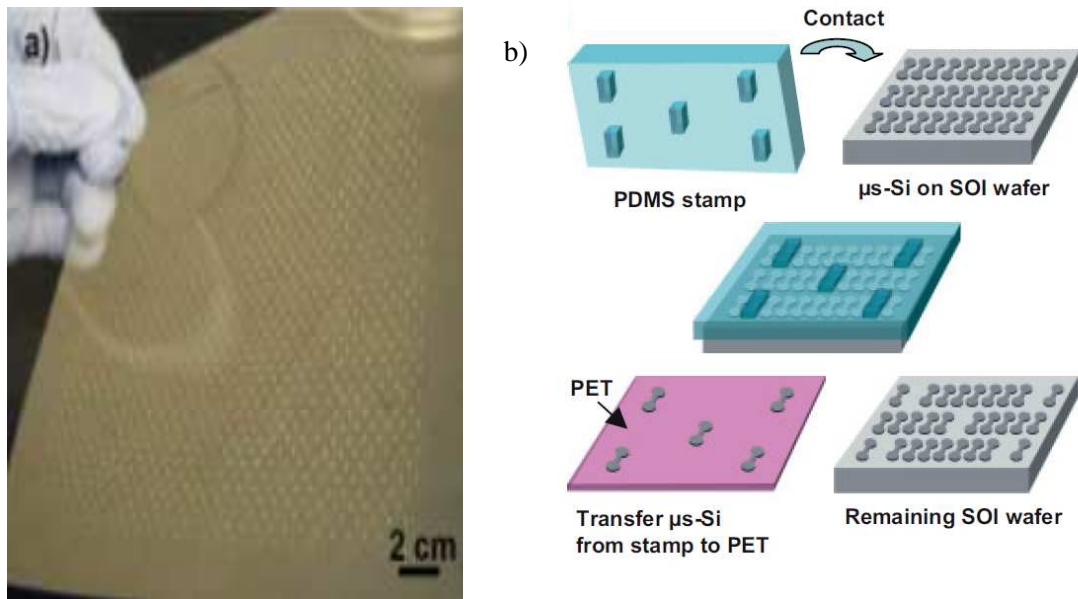 a)
2 cm
b)
Contact
PDMS stamp
µs-Si on SOI wafer
PET
Transfer µs-Si
from stamp to PET
Remaining SOI wafer